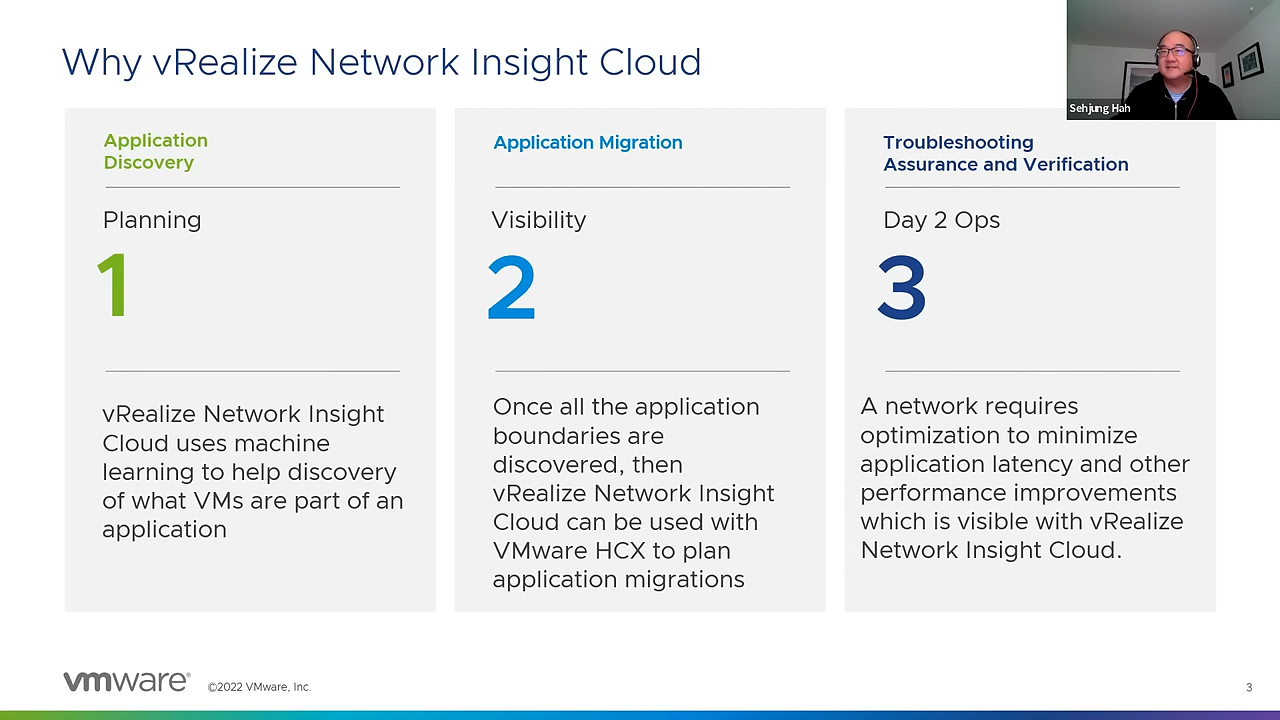 Why vRealize Network Insight Cloud
Sehjung Hah
Application
Discovery
Planning
1
vRealize Network Insight
Cloud uses machine
learning to help discovery
of what VMs are part of an
application
Application Migration
Visibility
2
Once all the application
boundaries are
discovered, then
vRealize Network Insight
Cloud can be used with
VMware HCX to plan
application migrations
Troubleshooting
Assurance and Verification
Day 2 Ops
3
A network requires
optimization to minimize
application latency and other
performance improvements
which is visible with vRealize
Network Insight Cloud.
vmware®
©2022 VMware, Inc.
3